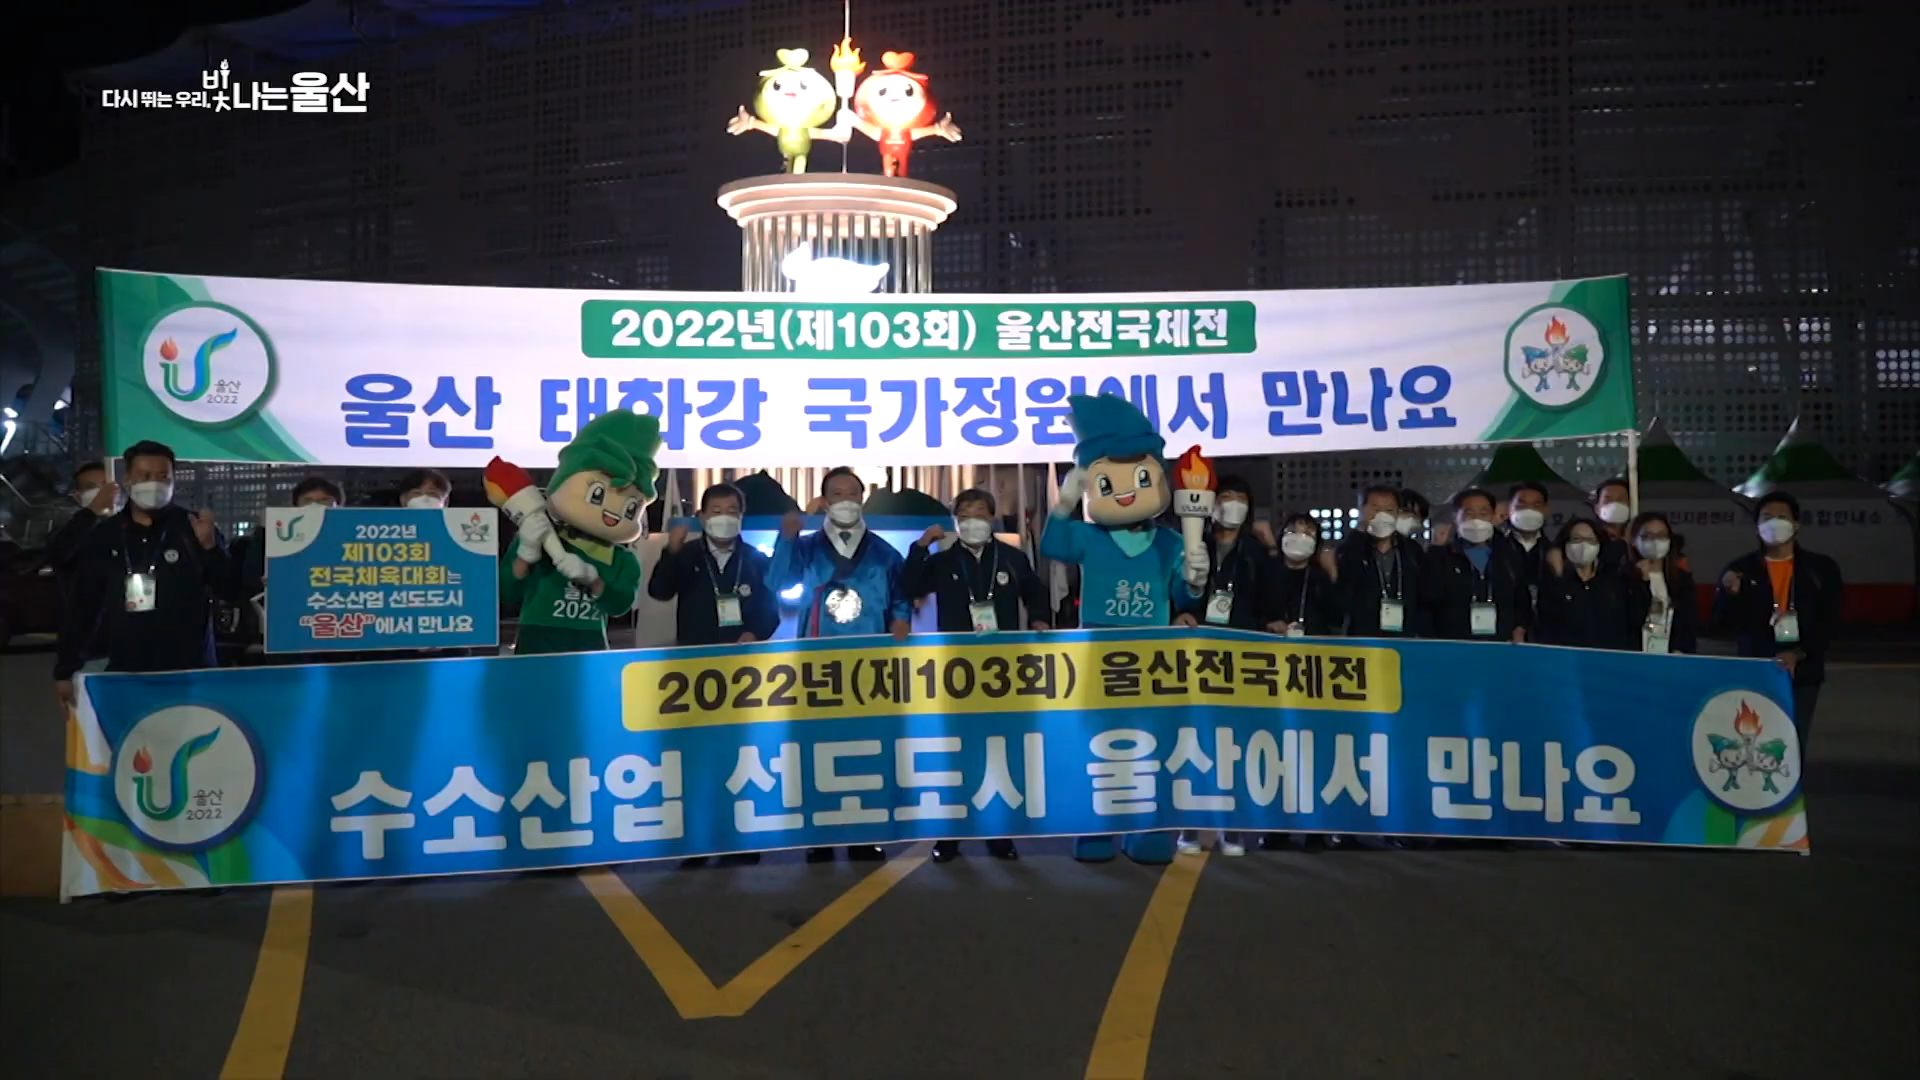 다시 뛰는 우리, 빛나는 울산
2022년(제103회) 울산전국체전
울산 태화강 국가정원에서 만나요
울산
2022
2022년
제103회
전국체육대회는
수소산업 선도도시
“울산”에서 만나요
울산
2022
울산
2022
U
종합안내소
2022년(제103회) 울산전국체전
수소산업 선도도시 울산에서 만나요
울산
2022